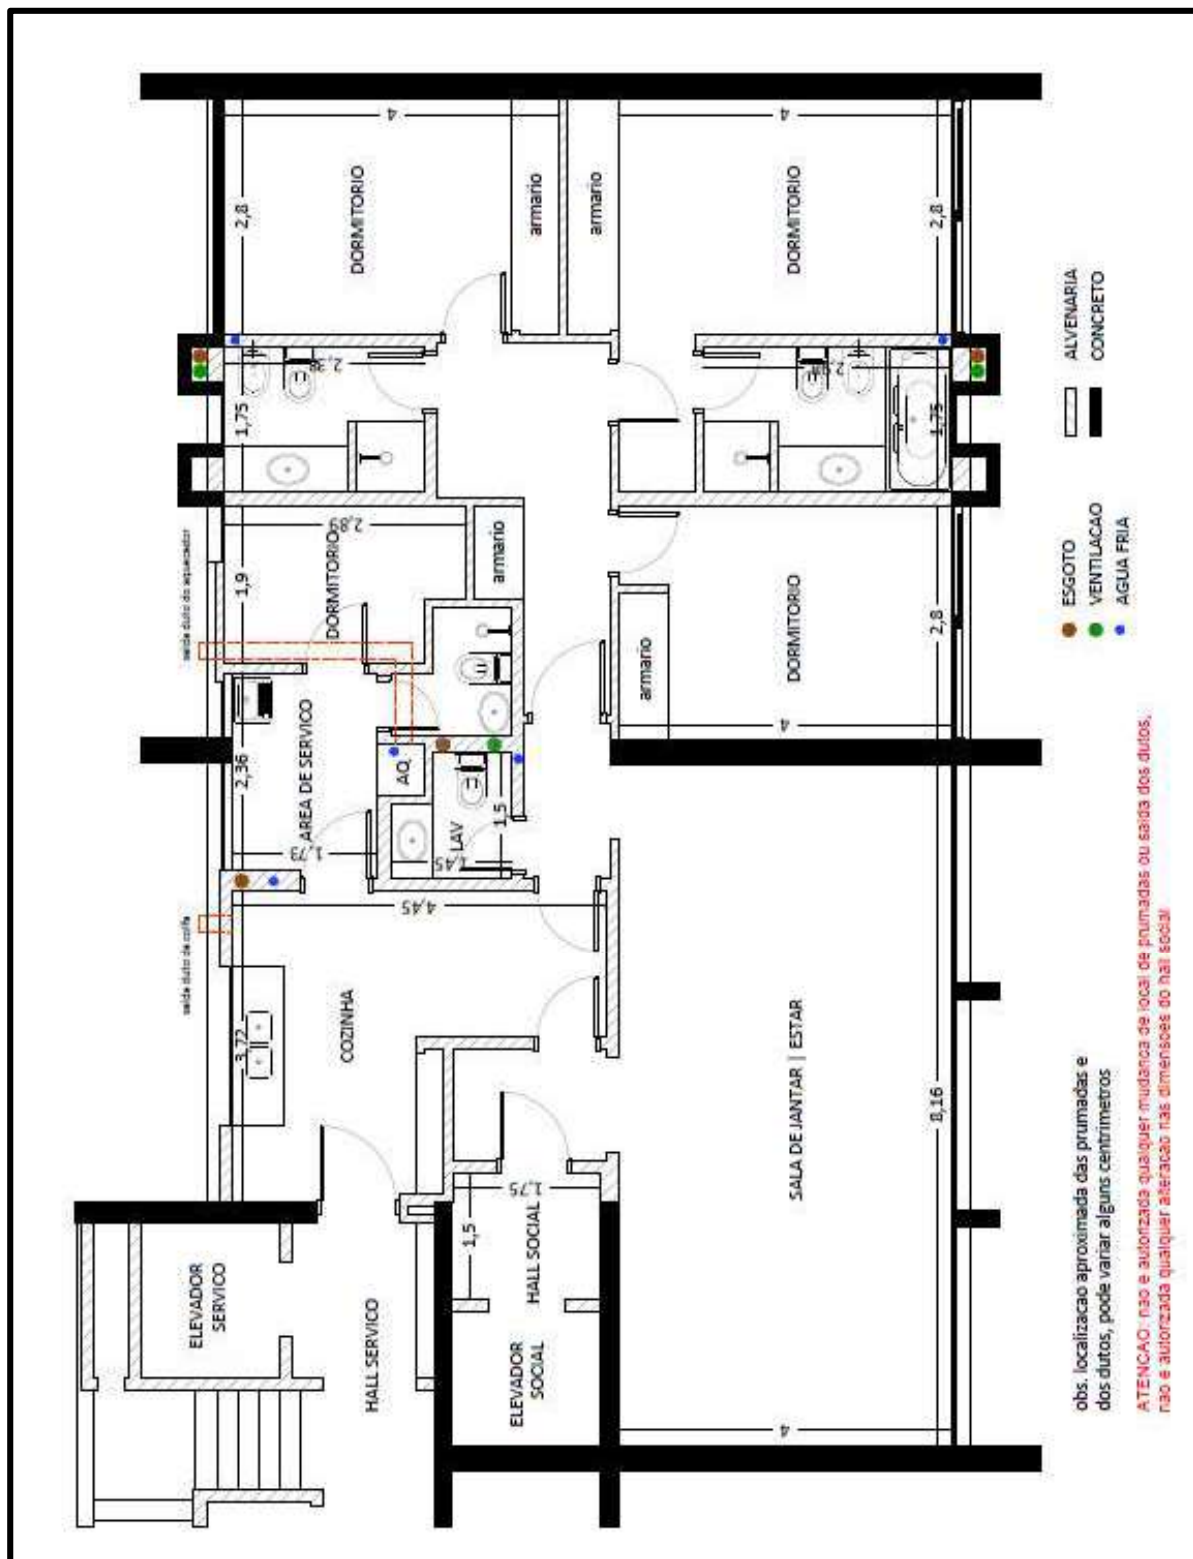 4
4
DORMITORIO
2,8
armario
armario
DORMITORIO
2,8
ALVENARIA
CONCRETO
1,75
1,75
2,89
1,9
DORMITORIO
armario
saida duto do aquecedor
DORMITORIO
2,8
armario
4
ESGOTO
VENTILACAO
AGUA FRIA
2,36
AREA DE SERVICO
1,73
AQ.
LAV
1,5
1,45
4,45
saida duto da coifa
3,72
COZINHA
SALA DE JANTAR | ESTAR
8,16
4
1,75
1,5
HALL SOCIAL
ELEVADOR
SERVICO
HALL SERVICO
ELEVADOR
SOCIAL
obs. localizacao aproximada das prumadas e
dos dutos, pode variar alguns centrimetros
ATENCAO: nao e autorizada qualquer mudanca de local de prumadas ou saida dos dutos,
nao e autorizada qualquer alteracao nas dimensoes do hall social